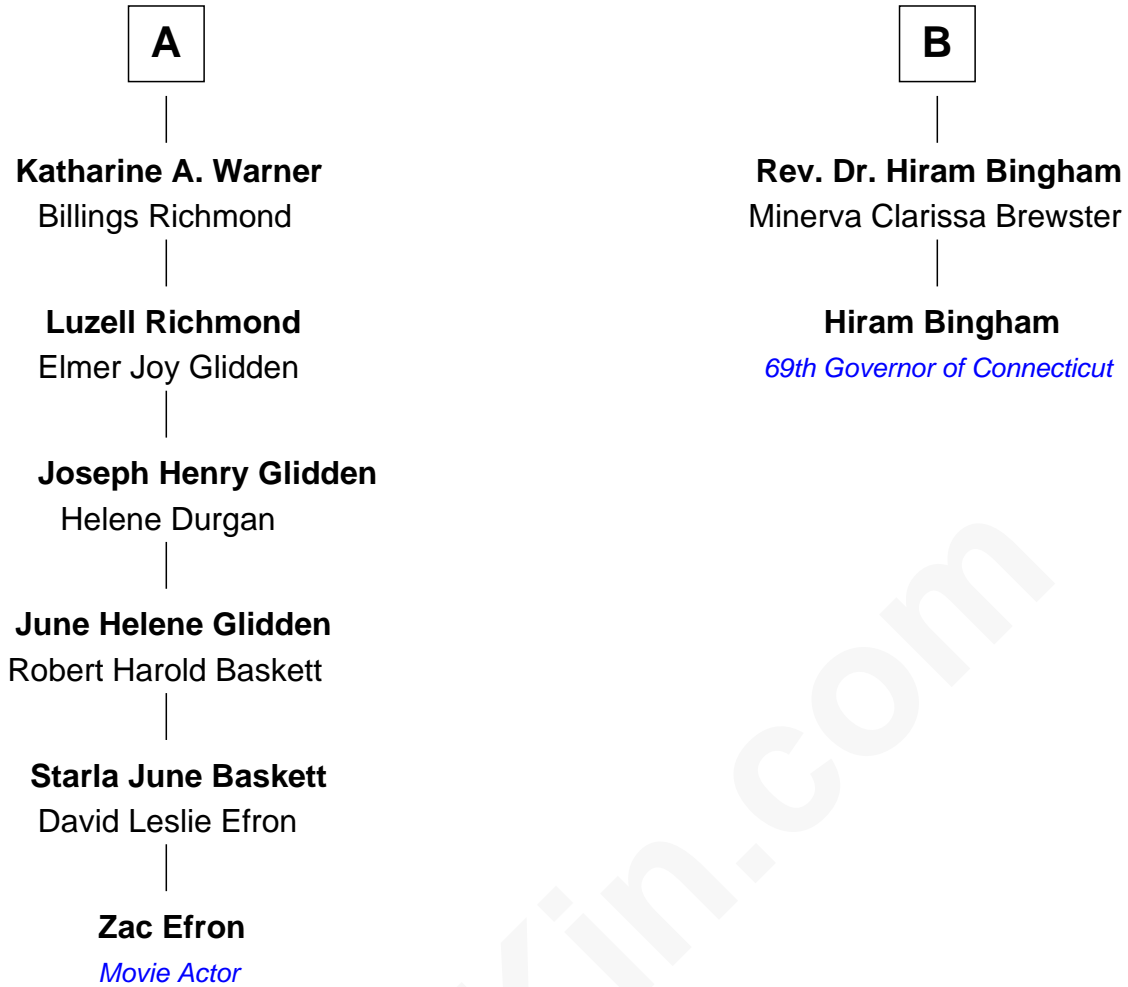 A
Katharine A. Warner
Billings Richmond
Luzell Richmond
Elmer Joy Glidden
Joseph Henry Glidden
Helene Durgan
June Helene Glidden
Robert Harold Baskett
Starla June Baskett
David Leslie Efron
Zac Efron
Movie Actor
B
Rev. Dr. Hiram Bingham
Minerva Clarissa Brewster
Hiram Bingham
69th Governor of Connecticut
Kin.com